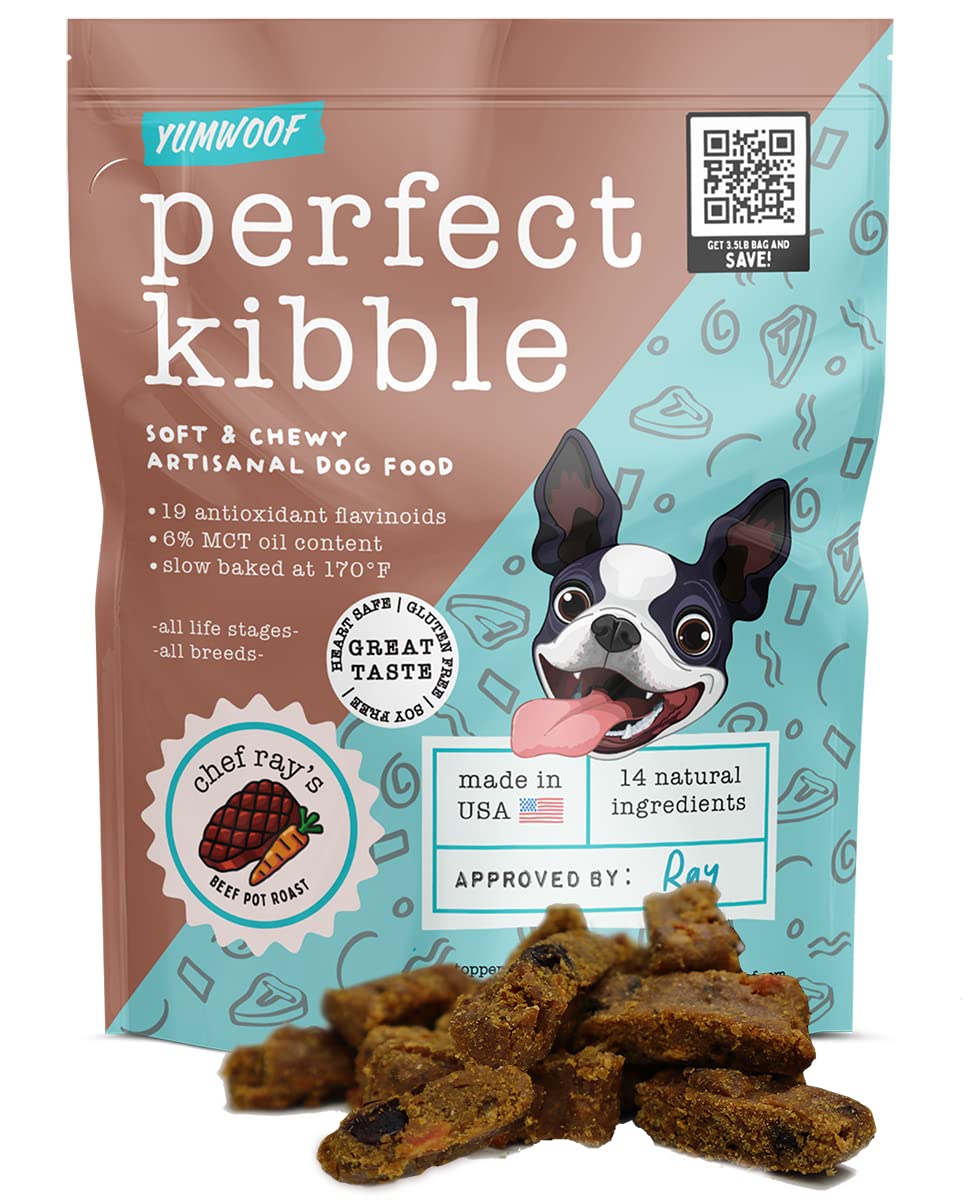 YUMWOOF
perfect
kibble
GET 3.5LB BAG AND
SAVE!
SOFT & CHEWY
ARTISANAL DOG FOOD
• 19 antioxidant flavinoids
• 6% MCT oil content
• slow baked at 170°F
-all life stages-
-all breeds-
HEART SAFE | GLUTEN FREE | SOY FREE |
GREAT
TASTE
chef ray's
BEEF POT ROAST
made in
USA
14 natural
ingredients
APPROVED BY: Ray